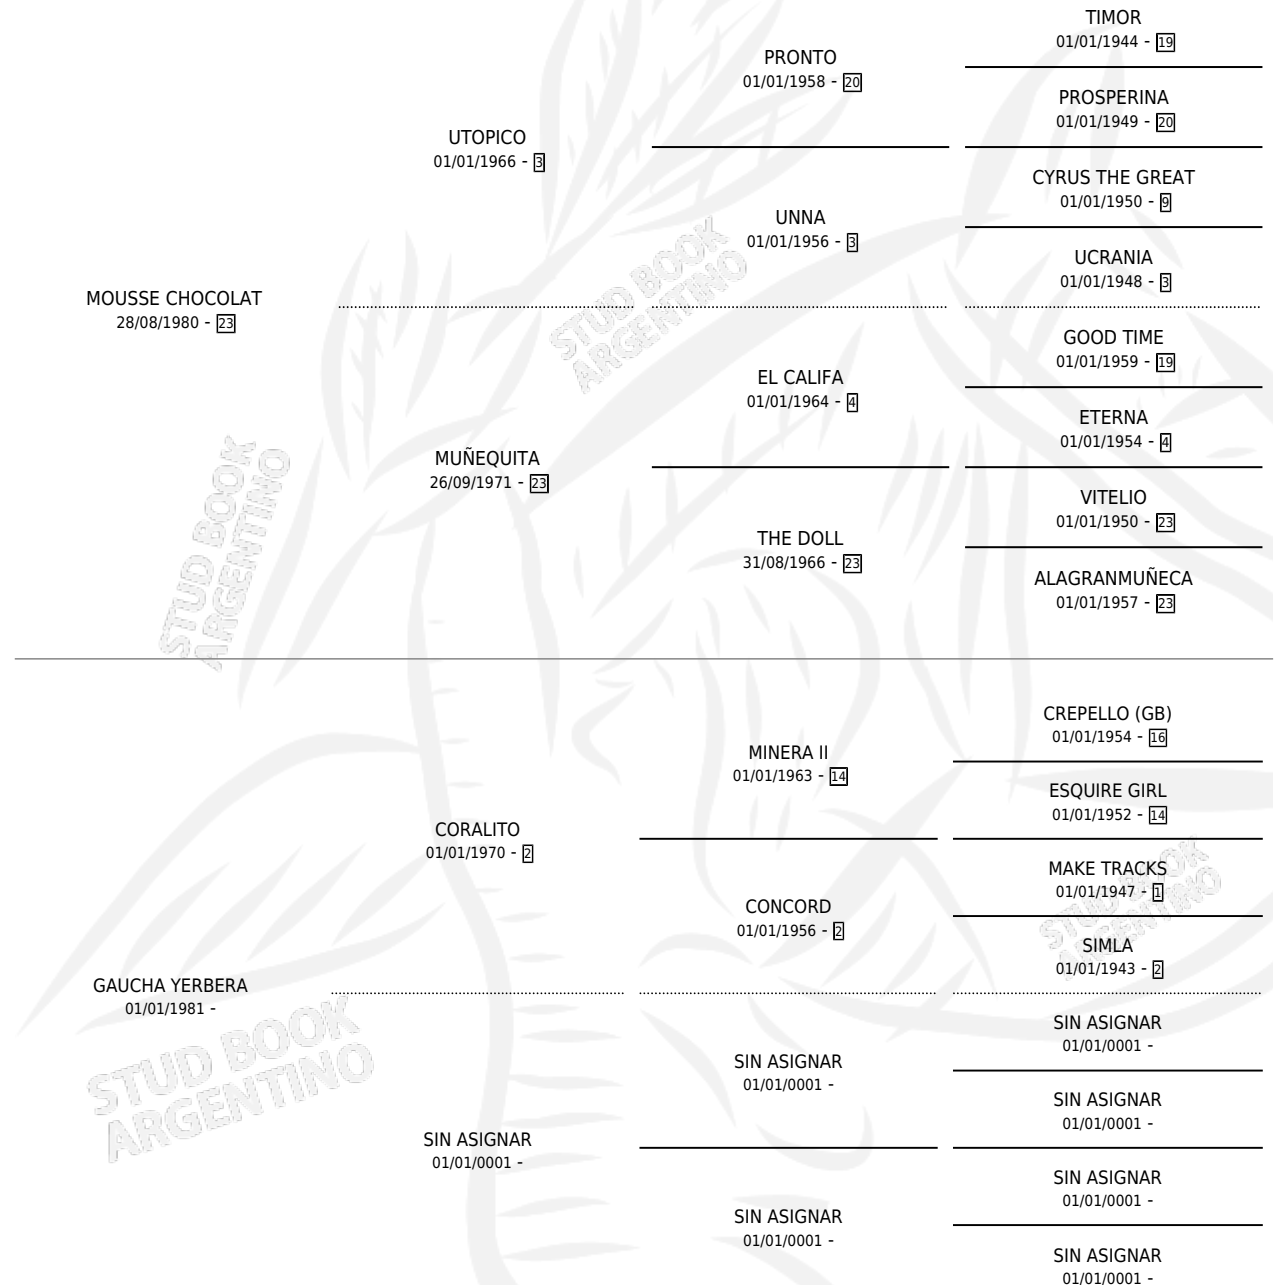 TIMOR
01/01/1944 - 19
PRONTO
01/01/1958 - 20
PROSPERINA
01/01/1949 - 20
UTOPICO
01/01/1966 - 3
CYRUS THE GREAT
01/01/1950 - 9
UNNA
01/01/1956 - 3
UCRANIA
01/01/1948 - 3
MOUSSE CHOCOLAT
28/08/1980 - 23
GOOD TIME
01/01/1959 - 19
EL CALIFA
01/01/1964 - 4
ETERNA
01/01/1954 - 4
MUÑEQUITA
26/09/1971 - 23
VITELIO
01/01/1950 - 23
THE DOLL
31/08/1966 - 23
ALAGRANMUÑECA
01/01/1957 - 23
STUD BOOK
ARGENTINO
STUD BOOK
ARGENTINO
CREPELLO (GB)
01/01/1954 - 16
MINERA II
01/01/1963 - 14
ESQUIRE GIRL
01/01/1952 - 14
CORALITO
01/01/1970 - 2
MAKE TRACKS
01/01/1947 - 1
CONCORD
01/01/1956 - 2
SIMLA
01/01/1943 - 2
GAUCHA YERBERA
01/01/1981 -
SIN ASIGNAR
01/01/0001 -
SIN ASIGNAR
01/01/0001 -
SIN ASIGNAR
01/01/0001 -
SIN ASIGNAR
01/01/0001 -
SIN ASIGNAR
01/01/0001 -
SIN ASIGNAR
01/01/0001 -
SIN ASIGNAR
01/01/0001 -
STUD BOOK
ARGENTINO
STUD BOOK
ARGENTINO